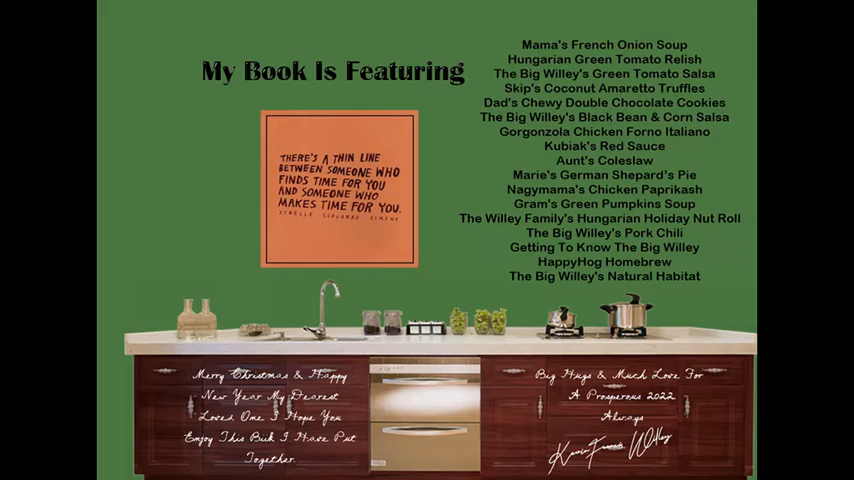 My Book Is Featuring
Mama's French Onion Soup
Hungarian Green Tomato Relish
The Big Willey's Green Tomato Salsa
Skip's Coconut Amaretto Truffles
Dad's Chewy Double Chocolate Cookies
The Big Willey's Black Bean & Corn Salsa
Gorgonzola Chicken Forno Italiano
Kubiak's Red Sauce
Aunt's Coleslaw
Marie's German Shepard's Pie
Nagymama's Chicken Paprikash
Gram's Green Pumpkins Soup
The Willey Family's Hungarian Holiday Nut Roll
The Big Willey's Pork Chili
Getting To Know The Big Willey
HappyHog Homebrew
The Big Willey's Natural Habitat
THERE'S A THIN LINE
BETWEEN SOMEONE WHO
FINDS TIME FOR YOU
AND SOMEONE WHO
MAKES TIME FOR YOU.
Merry Christmas & Happy
New Year My Dearest
Loved One I Hope You
Enjoy This Book I Have Put
Together.
Big Hugs & Much Love For
A Prosperous 2022
Always
Willey